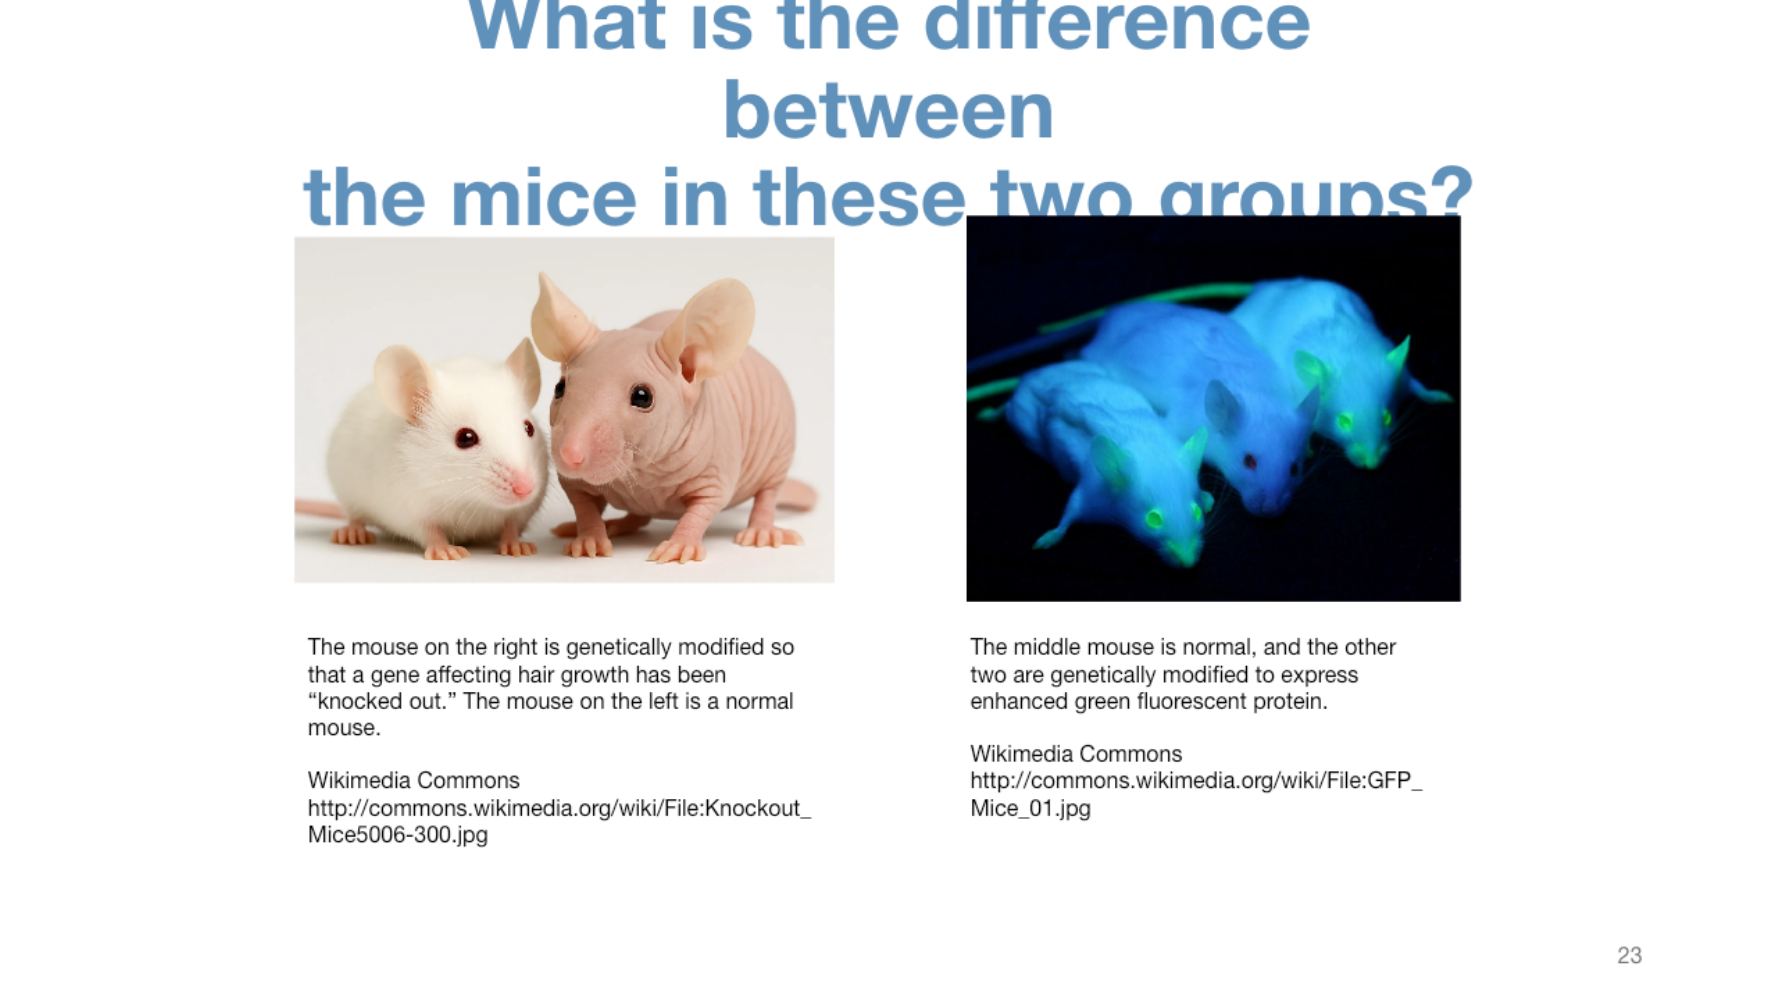 What is the difference
between
the mice in these two groups?
The mouse on the right is genetically modified so
that a gene affecting hair growth has been
“knocked out.” The mouse on the left is a normal
mouse.
Wikimedia Commons
http://commons.wikimedia.org/wiki/File:Knockout_
Mice5006-300.jpg
The middle mouse is normal, and the other
two are genetically modified to express
enhanced green fluorescent protein.
Wikimedia Commons
http://commons.wikimedia.org/wiki/File:GFP_
Mice_01.jpg
23